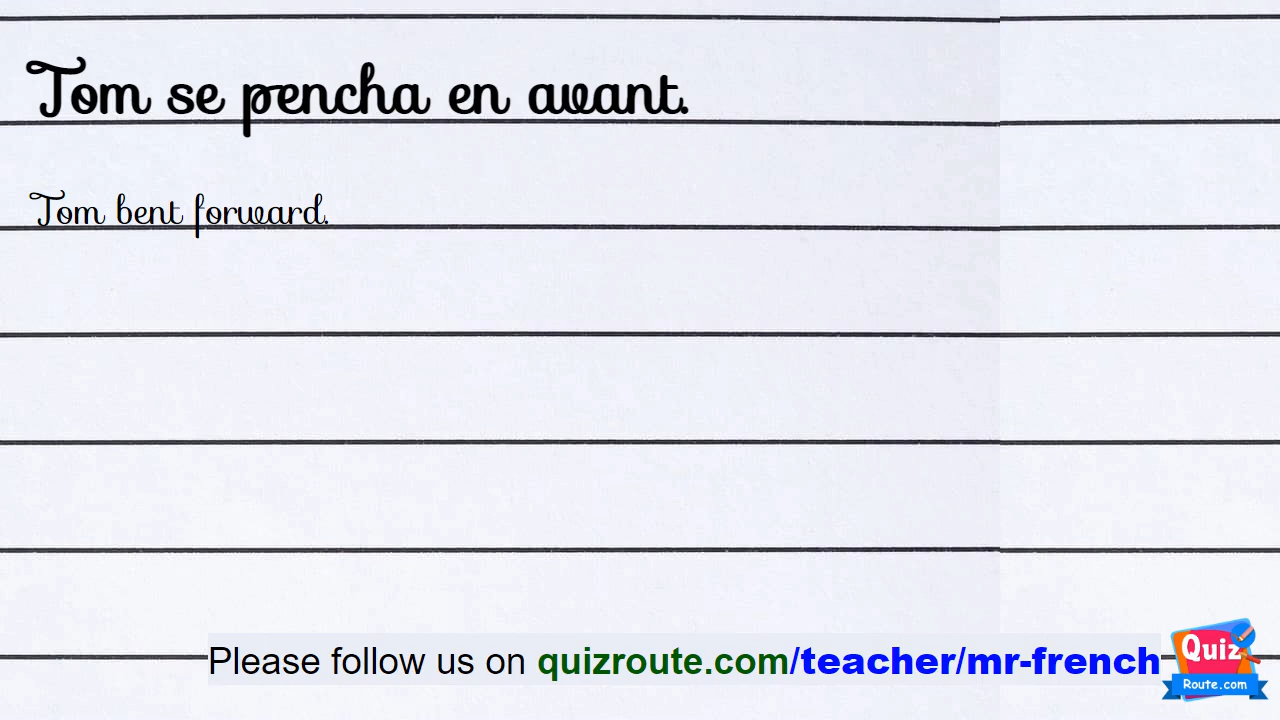 Tom se pencha en avant.
Tom bent forward.
Please follow us on quizroute.com/teacher/mr-french
Quiz
Route.com